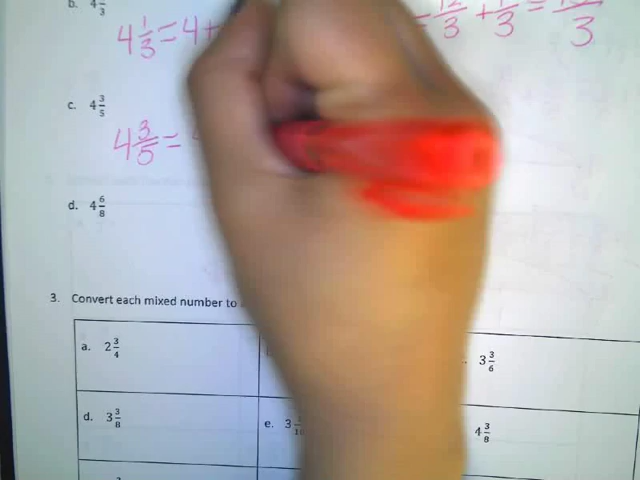 b. 4 1/3
4 1/3 = 4 + = 12/3 + 1/3 = /3
c. 4 3/5
4 3/5 =
d. 4 6/8
3. Convert each mixed number to
a. 2 3/4
3 3/6
d. 3 3/8
e. 3
4 3/8